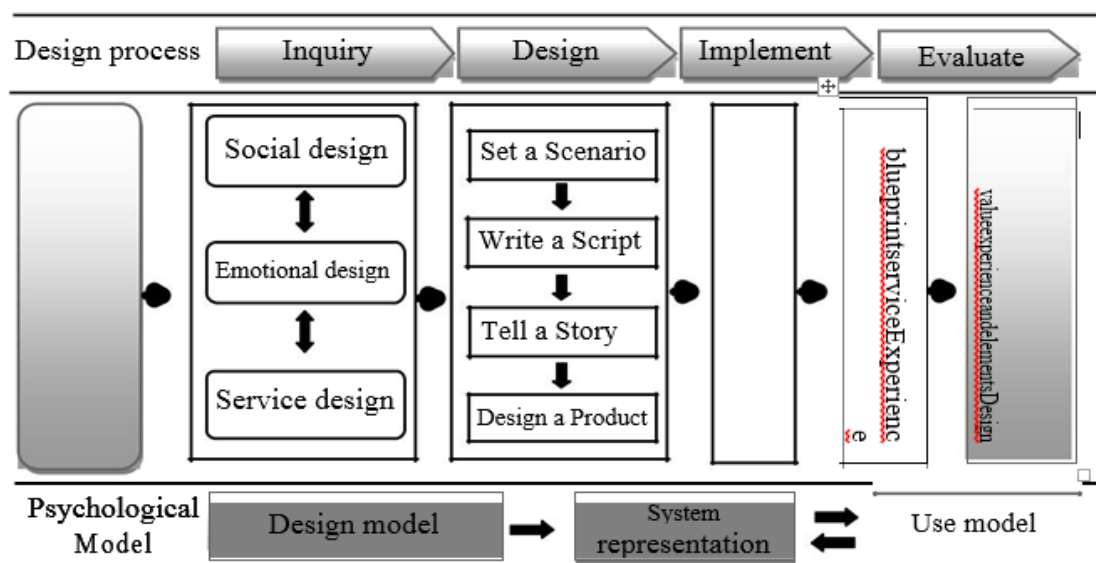 Design process
Inquiry
Design
Implement
Evaluate
Social design
Emotional design
Service design
Set a Scenario
Write a Script
Tell a Story
Design a Product
blueprintserviceExperienc
e
valueexperienceandelementsDesign
Psychological
Model
Design model
System
representation
Use model